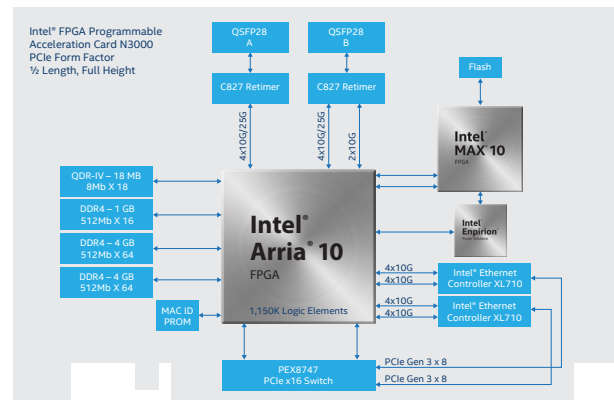 Intel® FPGA Programmable
Acceleration Card N3000
PCIe Form Factor
½ Length, Full Height
QSFP28
A
QSFP28
B
C827 Retimer
C827 Retimer
Flash
4x10G/25G
4x10G/25G
2x10G
Intel®
MAX® 10
FPGA
QDR-IV – 18 MB
8Mb X 18
DDR4 – 1 GB
512Mb X 16
DDR4 – 4 GB
512Mb X 64
DDR4 – 4 GB
512Mb X 64
MAC ID
PROM
Intel®
Arria® 10
FPGA
1,150K Logic Elements
Intel®
Enpirion®
Power Solutions
4x10G
4x10G
Intel® Ethernet
Controller XL710
4x10G
4x10G
Intel® Ethernet
Controller XL710
PEX8747
PCIe x16 Switch
PCIe Gen 3 x 8
PCIe Gen 3 x 8